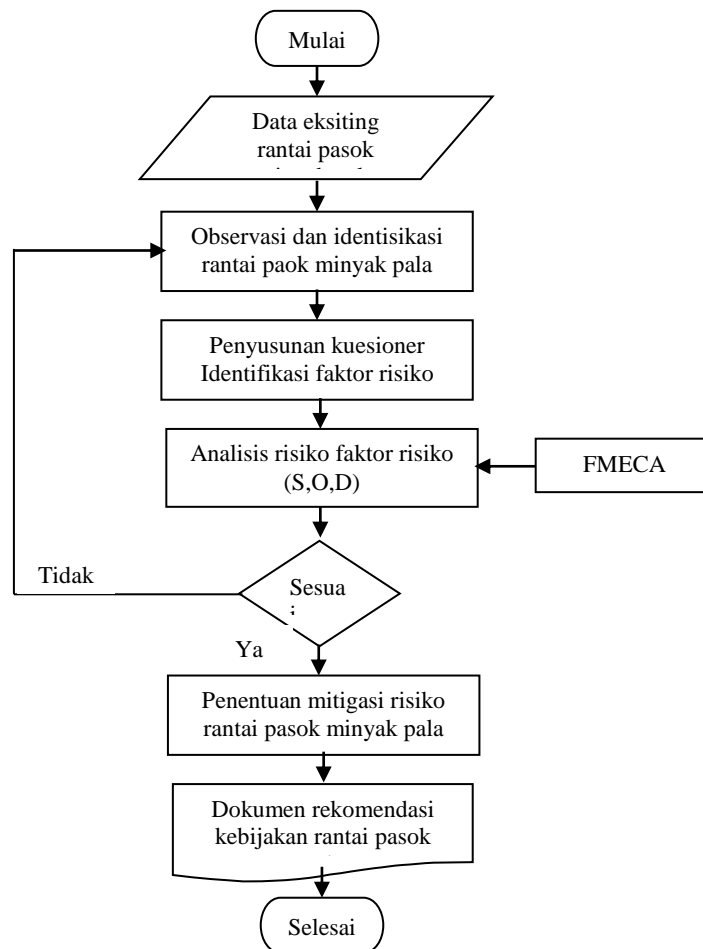 Mulai
Data eksiting
rantai pasok
Observasi dan identisikasi
rantai paok minyak pala
Penyusunan kuesioner
Identifikasi faktor risiko
Analisis risiko faktor risiko
(S,O,D)
FMECA
Tidak
Sesua
i
Ya
Penentuan mitigasi risiko
rantai pasok minyak pala
Dokumen rekomendasi
kebijakan rantai pasok
Selesai